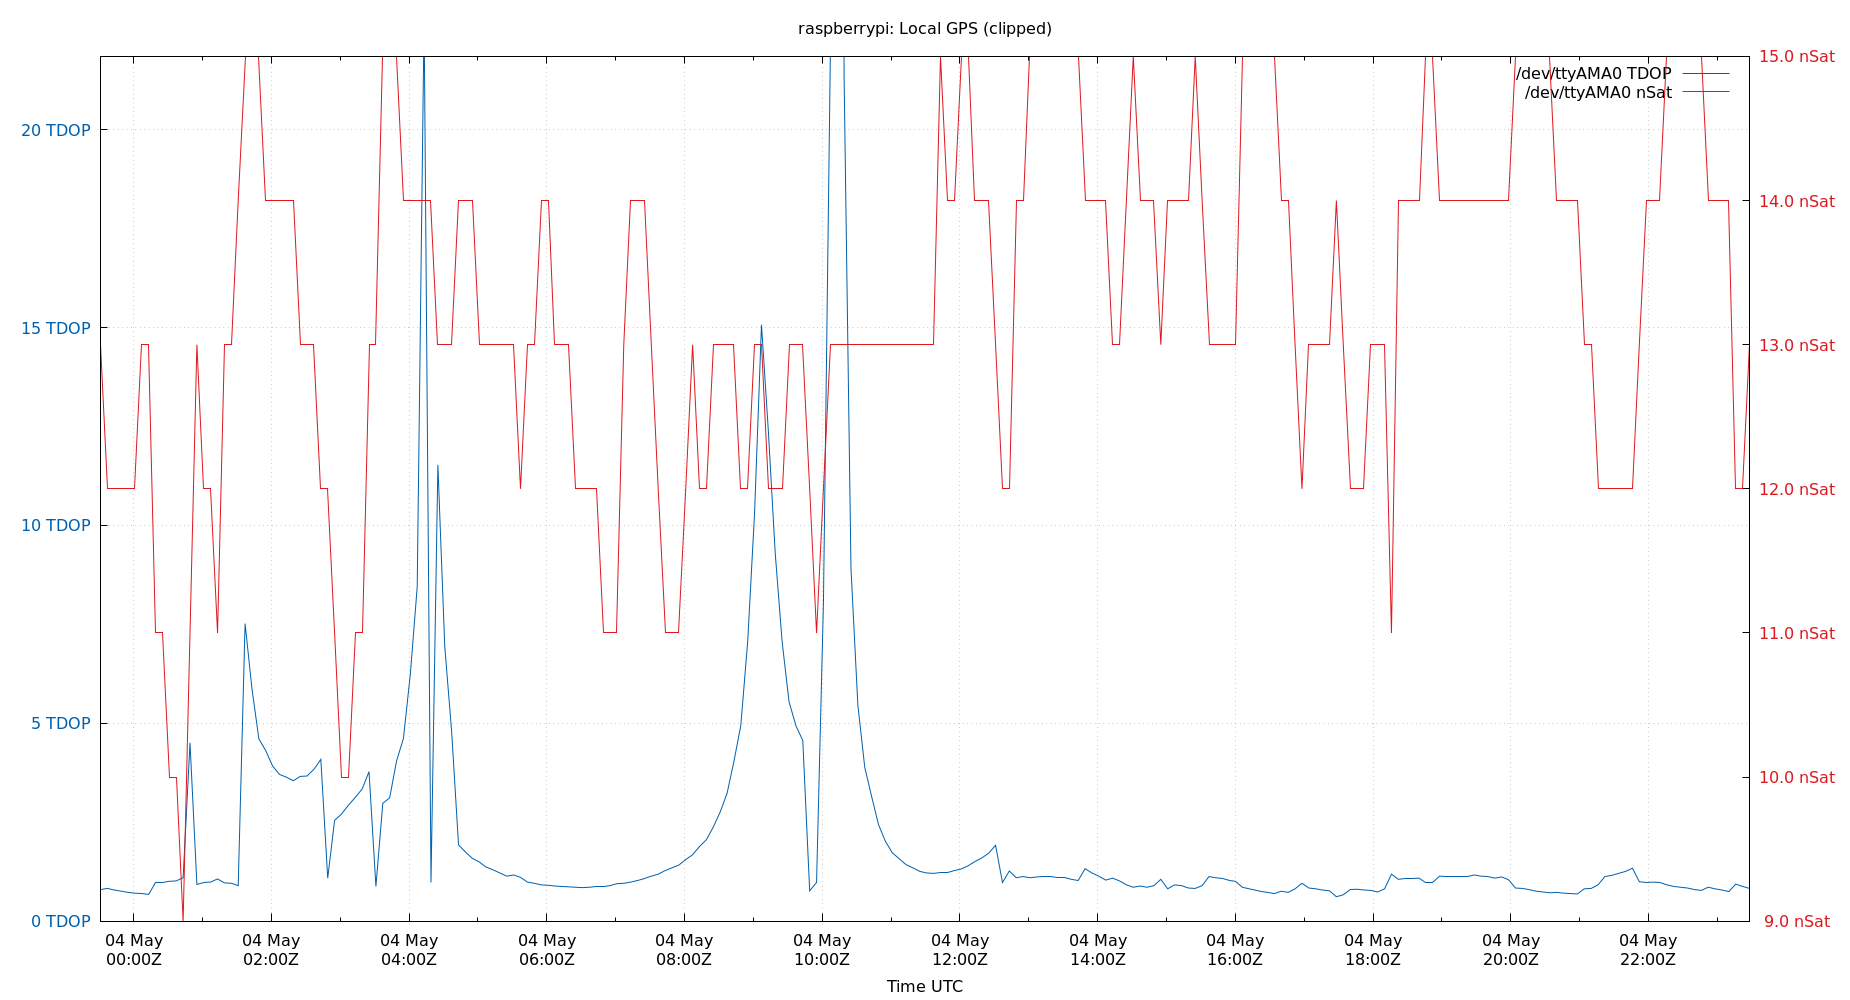 raspberrypi: Local GPS (clipped)
15.0 nSat
/dev/ttyAMA0 TDOP
/dev/ttyAMA0 nSat
20 TDOP
14.0 nSat
15 TDOP
13.0 nSat
12.0 nSat
10 TDOP
11.0 nSat
5 TDOP
10.0 nSat
0 TDOP
9.0 nSat
04 May 04 May 04 May 04 May 04 May 04 May 04 May 04 May 04 May 04 May 04 May 04 May
00:00Z 02:00Z 04:00Z 06:00Z 08:00Z 10:00Z 12:00Z 14:00Z 16:00Z 18:00Z 20:00Z 22:00Z
Time UTC